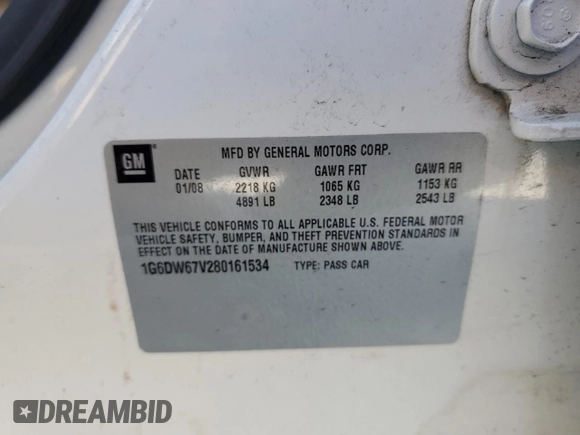 GM
MFD BY GENERAL MOTORS CORP.
DATE GVWR GAWR FRT GAWR RR
01/08 2218 KG 1065 KG 1153 KG
4891 LB 2348 LB 2543 LB
THIS VEHICLE CONFORMS TO ALL APPLICABLE U.S. FEDERAL MOTOR
VEHICLE SAFETY, BUMPER, AND THEFT PREVENTION STANDARDS IN
EFFECT ON THE DATE OF MANUFACTURE SHOWN ABOVE.
1G6DW67V280161534 TYPE: PASS CAR
DREAMBID